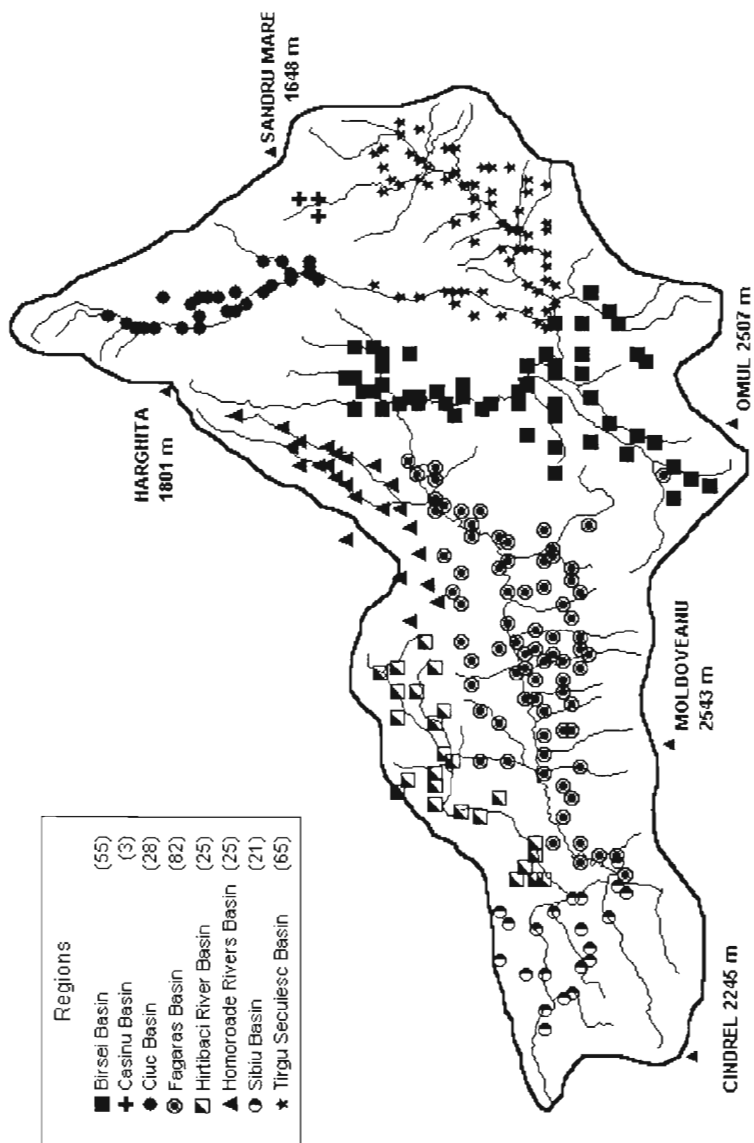 Regions
Birsei Basin (55)
Casinu Basin (3)
Ciuc Basin (28)
Fagaras Basin (82)
Hirtibaci River Basin (25)
Homoroade Rivers Basin (25)
Sibiu Basin (21)
Tirgu Secuiesc Basin (65)
HARGHITA
1801 m
SANDRU MARE
1648 m
CINDREL 2245 m
MOLDOVEANU
2543 m
OMUL 2507 m